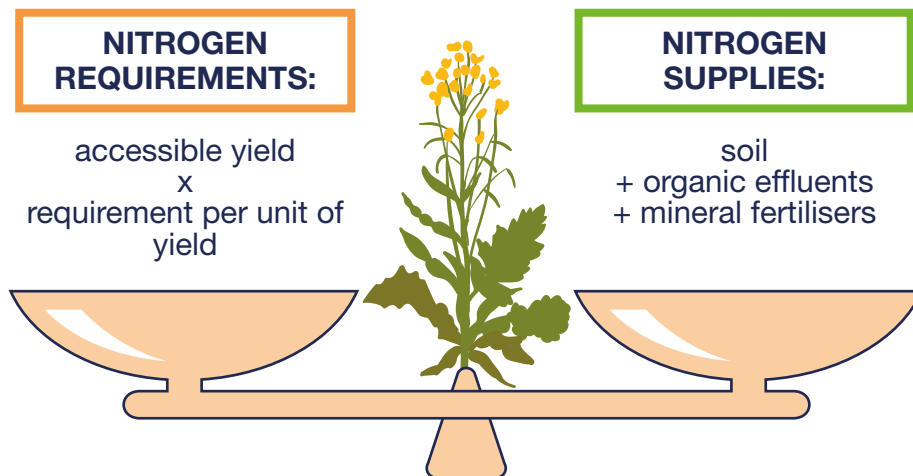 NITROGEN
REQUIREMENTS:
accessible yield
x
requirement per unit of
yield
NITROGEN
SUPPLIES:
soil
+ organic effluents
+ mineral fertilisers